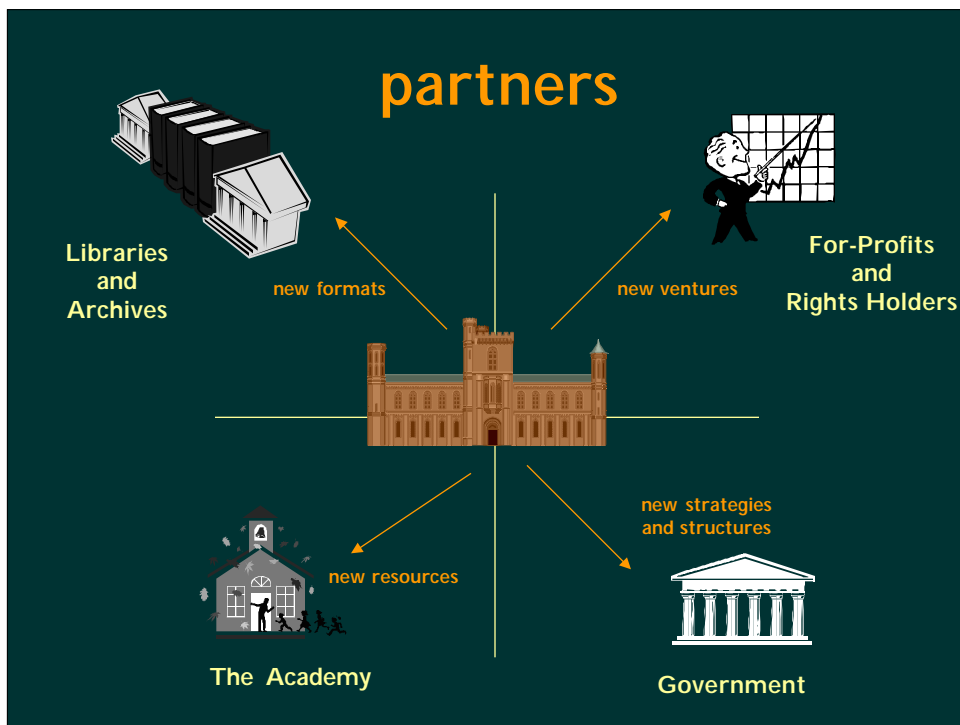 partners
Libraries
and
Archives
new formats
new ventures
For-Profits
and
Rights Holders
new resources
new strategies
and structures
The Academy
Government